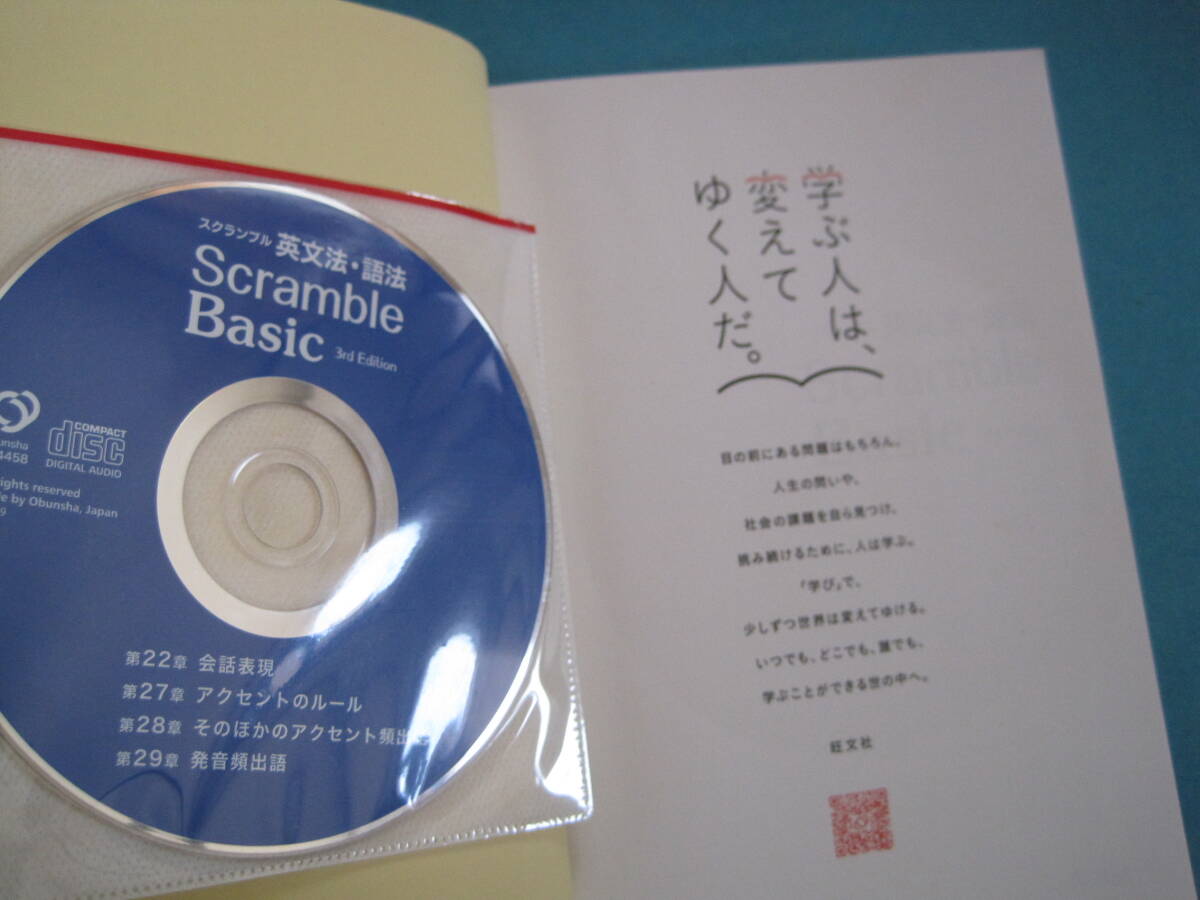 スクランブル 英文法・語法
Scramble
Basic 3rd Edition
COMPACT
disc
DIGITAL AUDIO
4458
ights reserved
e by Obunsha, Japan
9
第22章 会話表現
第27章 アクセントのルール
第28章 そのほかのアクセント頻出
第29章 発音頻出語
学ぶ人は、
変えて
ゆく人だ。
目の前にある問題はもちろん、
人生の問いや、
社会の課題を自ら見つけ、
挑み続けるために、人は学ぶ。
「学び」で、
少しずつ世界は変えてゆける。
いつでも、どこでも、誰でも、
学ぶことができる世の中へ。
旺文社